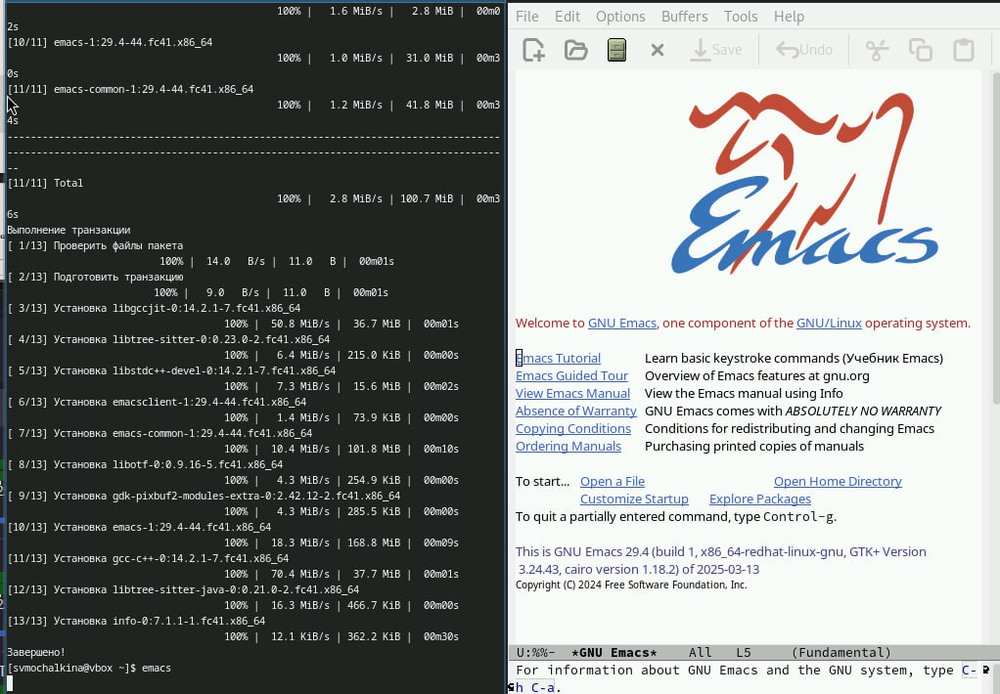 100% |   1.6 MiB/s |   2.8 MiB |  00m0
2s
[10/11] emacs-1:29.4-44.fc41.x86_64
100% |   1.0 MiB/s |  31.0 MiB |  00m3
0s
[11/11] emacs-common-1:29.4-44.fc41.x86_64
100% |   1.2 MiB/s |  41.8 MiB |  00m3
4s
--------------------------------------------------------------------------------
--------------------------------------------------------------------------------
--
[11/11] Total
100% |   2.8 MiB/s | 100.7 MiB |  00m3
6s
Выполнение транзакции
[ 1/13] Проверить файлы пакета
100% |  14.0   B/s |  11.0   B |  00m01s
[ 2/13] Подготовить транзакцию
100% |   9.0   B/s |  11.0   B |  00m01s
[ 3/13] Установка libgccjit-0:14.2.1-7.fc41.x86_64
100% |  50.8 MiB/s |  36.7 MiB |  00m01s
[ 4/13] Установка libtree-sitter-0:0.23.0-2.fc41.x86_64
100% |   6.4 MiB/s | 215.0 KiB |  00m00s
[ 5/13] Установка libstdc++-devel-0:14.2.1-7.fc41.x86_64
100% |   7.3 MiB/s |  15.6 MiB |  00m02s
[ 6/13] Установка emacsclient-1:29.4-44.fc41.x86_64
100% |   1.4 MiB/s |  73.9 KiB |  00m00s
[ 7/13] Установка emacs-common-1:29.4-44.fc41.x86_64
100% |  10.4 MiB/s | 101.8 MiB |  00m10s
[ 8/13] Установка libotf-0:0.9.16-5.fc41.x86_64
100% |   4.3 MiB/s | 254.9 KiB |  00m00s
[ 9/13] Установка gdk-pixbuf2-modules-extra-0:2.42.12-2.fc41.x86_64
100% |   4.3 MiB/s | 285.5 KiB |  00m00s
[10/13] Установка emacs-1:29.4-44.fc41.x86_64
100% |  18.3 MiB/s | 168.8 MiB |  00m09s
[11/13] Установка gcc-c++-0:14.2.1-7.fc41.x86_64
100% |  70.4 MiB/s |  37.7 MiB |  00m01s
[12/13] Установка libtree-sitter-java-0:0.21.0-2.fc41.x86_64
100% |  16.3 MiB/s | 466.7 KiB |  00m00s
[13/13] Установка info-0:7.1.1-1.fc41.x86_64
100% |  12.1 KiB/s | 362.2 KiB |  00m30s
Завершено!
[svmochalkina@vbox ~]$ emacs
File Edit Options Buffers Tools Help
Save Undo
Emacs
Welcome to GNU Emacs, one component of the GNU/Linux operating system.
Emacs Tutorial Learn basic keystroke commands (Учебник Emacs)
Emacs Guided Tour Overview of Emacs features at gnu.org
View Emacs Manual View the Emacs manual using Info
Absence of Warranty GNU Emacs comes with ABSOLUTELY NO WARRANTY
Copying Conditions Conditions for redistributing and changing Emacs
Ordering Manuals Purchasing printed copies of manuals
To start... Open a File Open Home Directory
Customize Startup Explore Packages
To quit a partially entered command, type Control-g.
This is GNU Emacs 29.4 (build 1, x86_64-redhat-linux-gnu, GTK+ Version
3.24.43, cairo version 1.18.2) of 2025-03-13
Copyright (C) 2024 Free Software Foundation, Inc.
U:%%- *GNU Emacs* All L5 (Fundamental)
For information about GNU Emacs and the GNU system, type C-
h C-a.